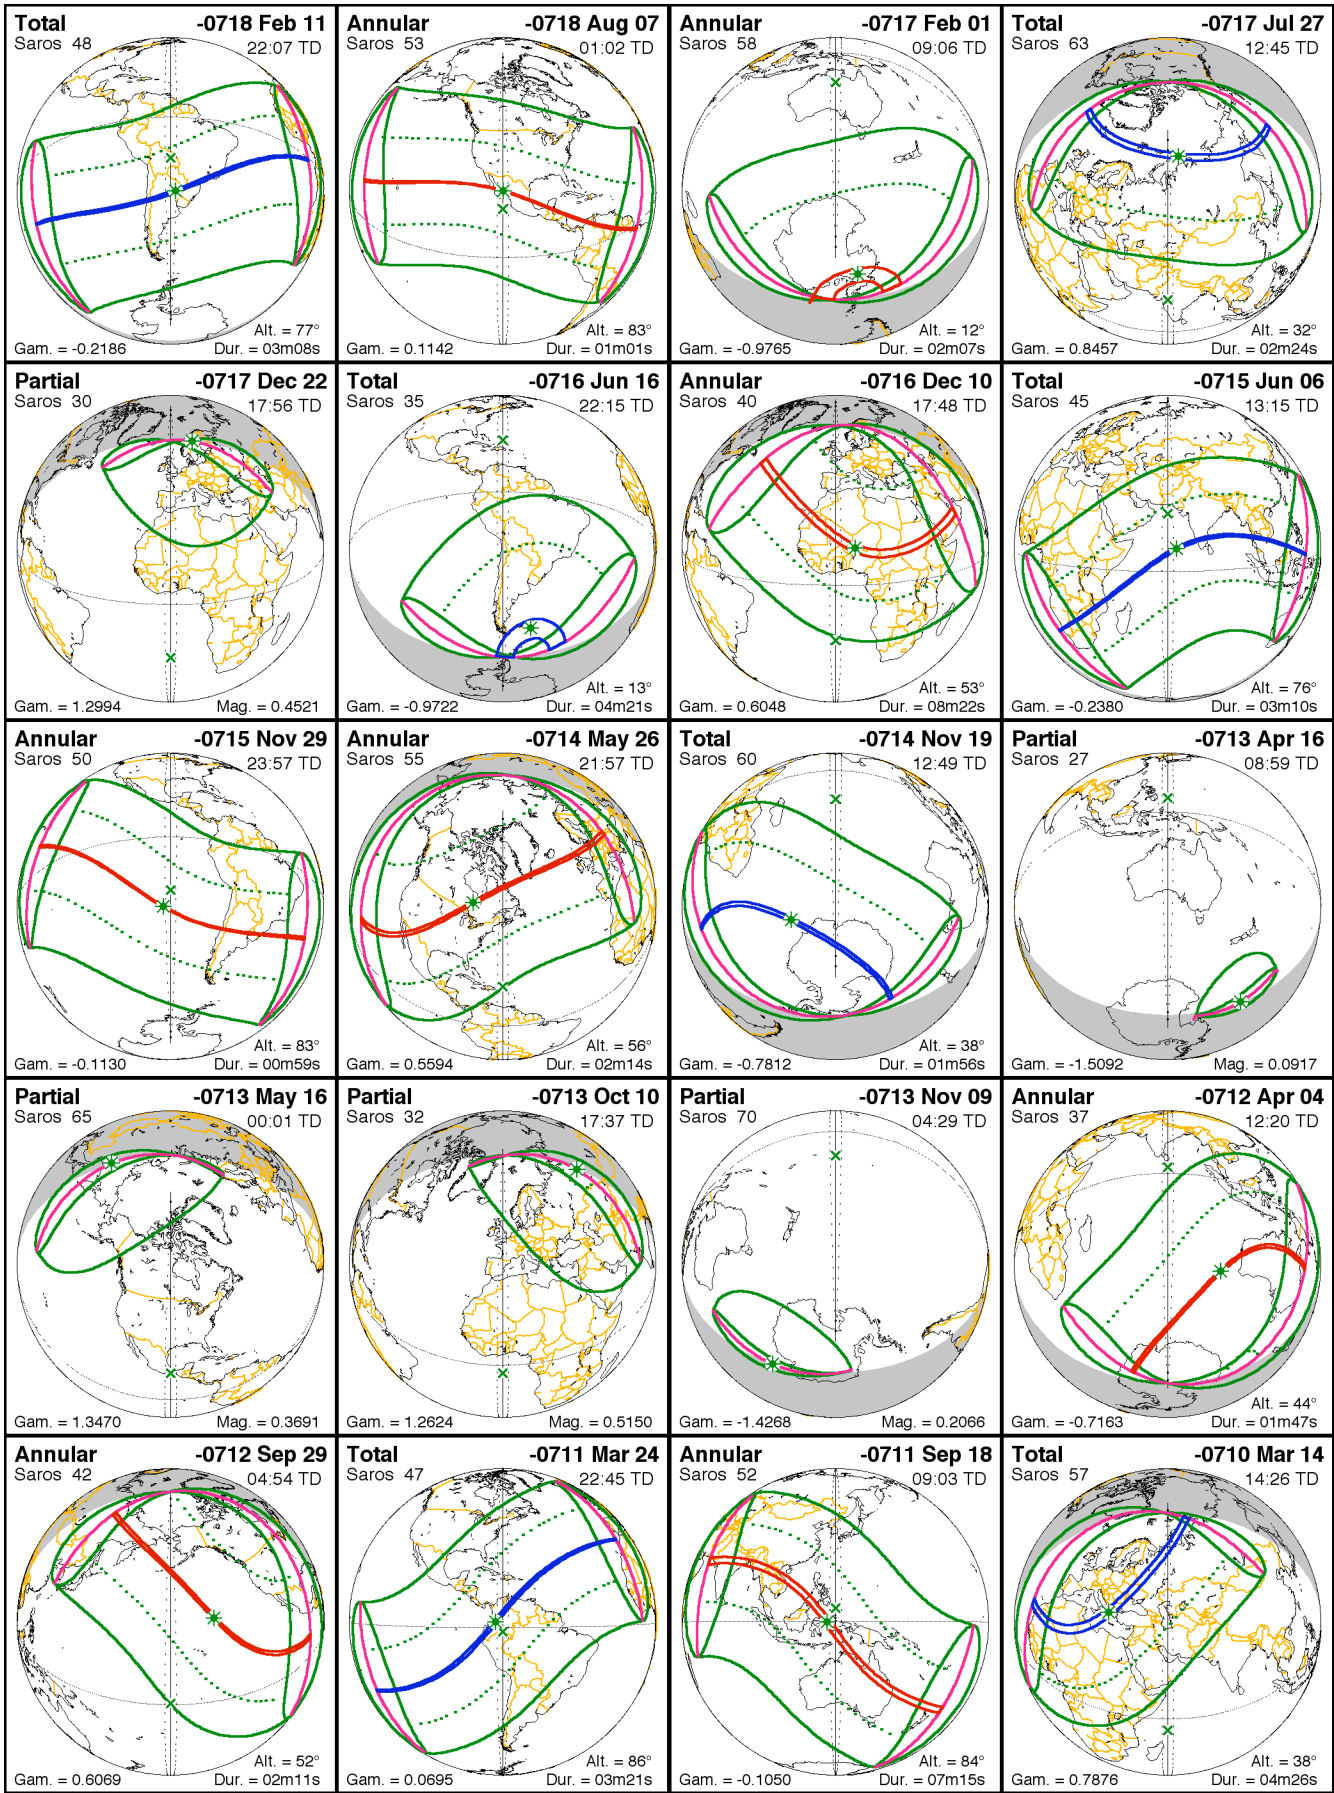 Total -0718 Feb 11
Saros 48 22:07 TD
Alt. = 77°
Gam. = -0.2186 Dur. = 03m08s
Annular -0718 Aug 07
Saros 53 01:02 TD
Alt. = 83°
Gam. = 0.1142 Dur. = 01m01s
Annular -0717 Feb 01
Saros 58 09:06 TD
Alt. = 12°
Gam. = -0.9765 Dur. = 02m07s
Total -0717 Jul 27
Saros 63 12:45 TD
Alt. = 32°
Gam. = 0.8457 Dur. = 02m24s
Partial -0717 Dec 22
Saros 30 17:56 TD
Gam. = 1.2994 Mag. = 0.4521
Total -0716 Jun 16
Saros 35 22:15 TD
Alt. = 13°
Gam. = -0.9722 Dur. = 04m21s
Annular -0716 Dec 10
Saros 40 17:48 TD
Alt. = 53°
Gam. = 0.6048 Dur. = 08m22s
Total -0715 Jun 06
Saros 45 13:15 TD
Alt. = 76°
Gam. = -0.2380 Dur. = 03m10s
Annular -0715 Nov 29
Saros 50 23:57 TD
Alt. = 83°
Gam. = -0.1130 Dur. = 00m59s
Annular -0714 May 26
Saros 55 21:57 TD
Alt. = 56°
Gam. = 0.5594 Dur. = 02m14s
Total -0714 Nov 19
Saros 60 12:49 TD
Alt. = 38°
Gam. = -0.7812 Dur. = 01m56s
Partial -0713 Apr 16
Saros 27 08:59 TD
Gam. = -1.5092 Mag. = 0.0917
Partial -0713 May 16
Saros 65 00:01 TD
Gam. = 1.3470 Mag. = 0.3691
Partial -0713 Oct 10
Saros 32 17:37 TD
Gam. = 1.2624 Mag. = 0.5150
Partial -0713 Nov 09
Saros 70 04:29 TD
Gam. = -1.4268 Mag. = 0.2066
Annular -0712 Apr 04
Saros 37 12:20 TD
Alt. = 44°
Gam. = -0.7163 Dur. = 01m47s
Annular -0712 Sep 29
Saros 42 04:54 TD
Alt. = 52°
Gam. = 0.6069 Dur. = 02m11s
Total -0711 Mar 24
Saros 47 22:45 TD
Alt. = 86°
Gam. = 0.0695 Dur. = 03m21s
Annular -0711 Sep 18
Saros 52 09:03 TD
Alt. = 84°
Gam. = -0.1050 Dur. = 07m15s
Total -0710 Mar 14
Saros 57 14:26 TD
Alt. = 38°
Gam. = 0.7876 Dur. = 04m26s